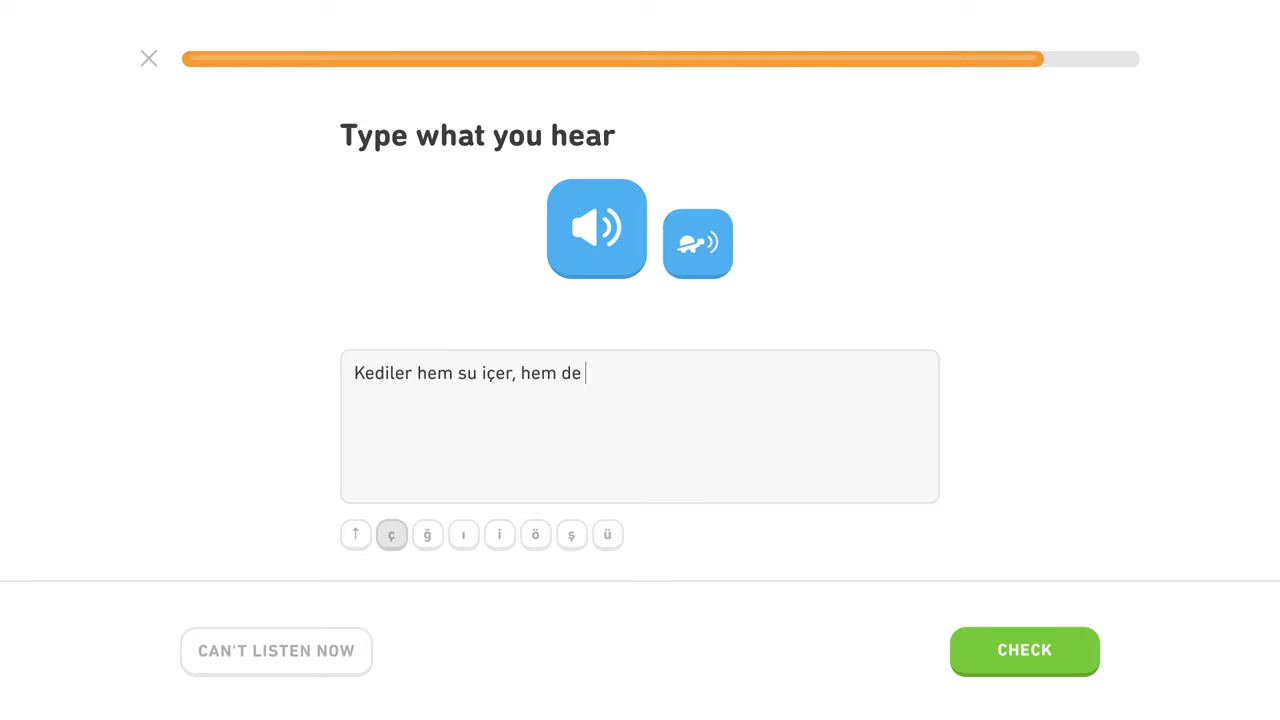 Type what you hear
Kediler hem su içer, hem de
↑ ç ğ ı i ö ş ü
CAN'T LISTEN NOW
CHECK